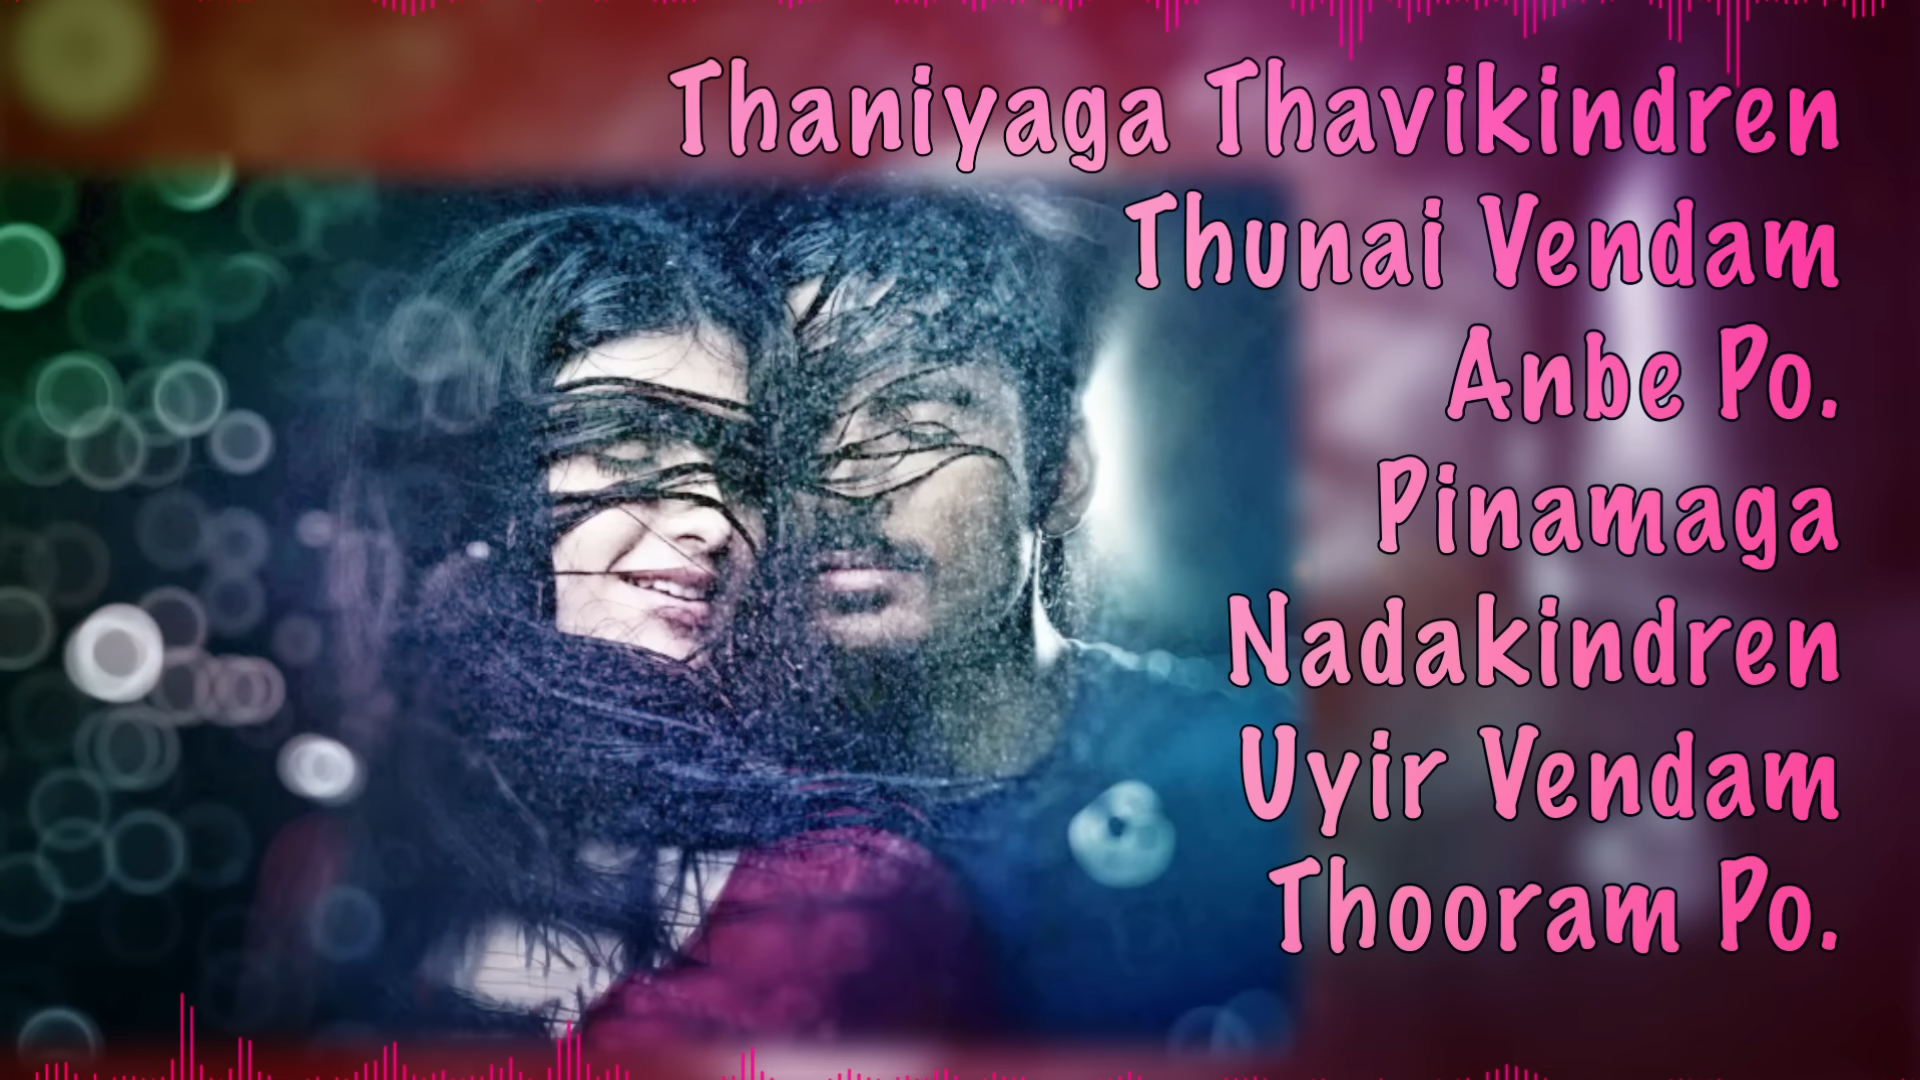 Thaniyaga Thavikindren
Thunai Vendam
Anbe Po.
Pinamaga
Nadakindren
Uyir Vendam
Thooram Po.